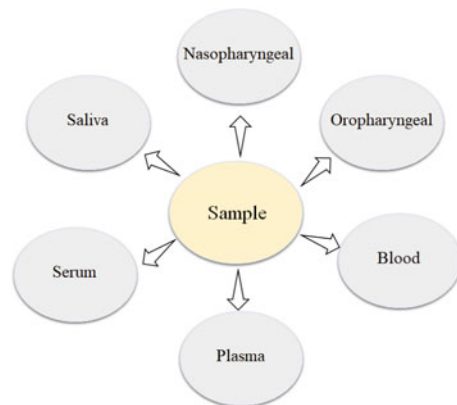 Nasopharyngeal
Saliva
Oropharyngeal
Sample
Serum
Blood
Plasma